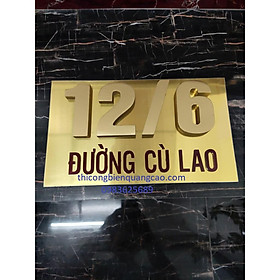 12/6
ĐƯỜNG CÙ LAO
thicongbienquangcao.com